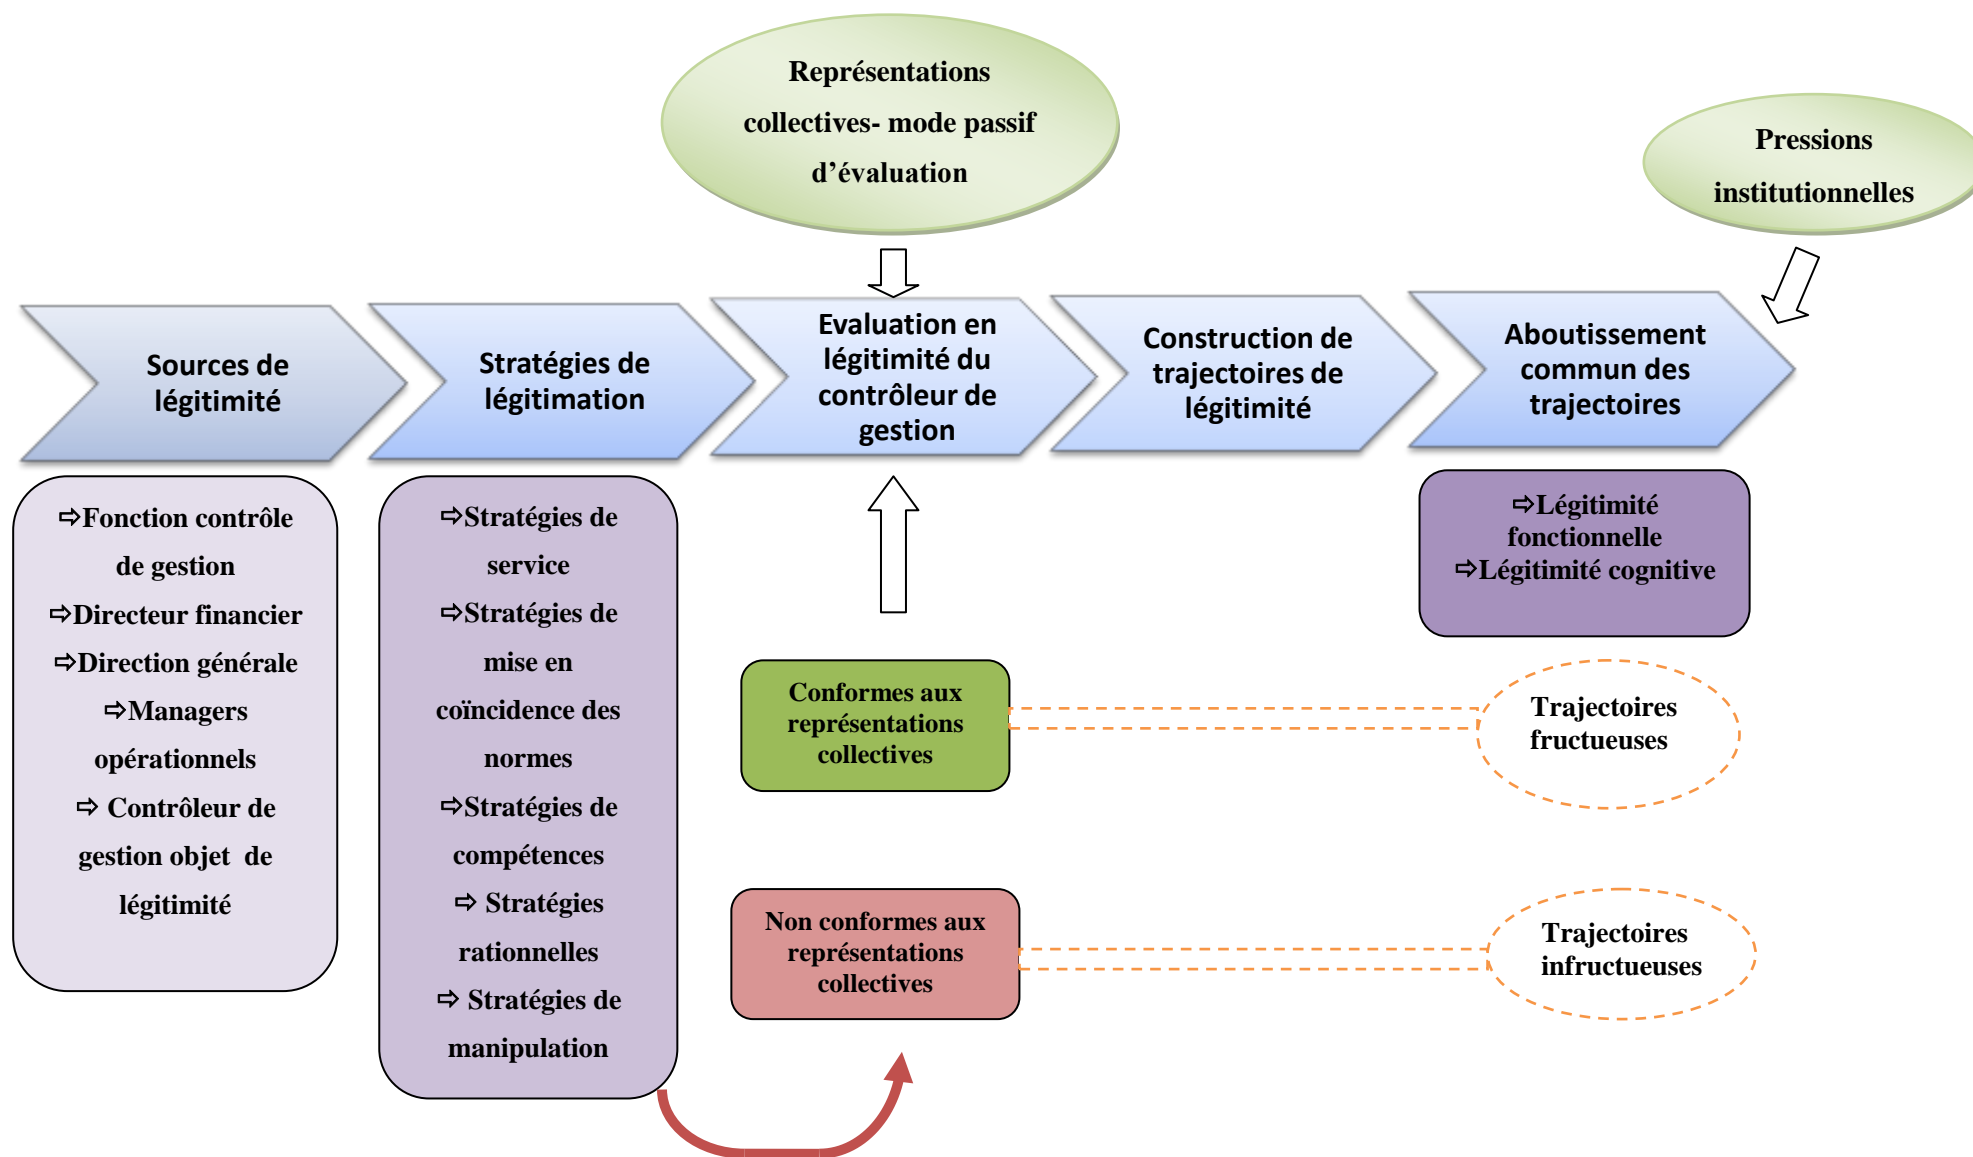 Représentations
collectives- mode passif
d’évaluation
Pressions
institutionnelles
Sources de
légitimité
Stratégies de
légitimation
Evaluation en
légitimité du
contrôleur de
gestion
Construction de
trajectoires de
légitimité
Aboutissement
commun des
trajectoires
⇨Fonction contrôle
de gestion
⇨Directeur financier
⇨Direction générale
⇨Managers
opérationnels
⇨ Contrôleur de
gestion objet  de
légitimité
⇨Stratégies de
service
⇨Stratégies de
mise en
coïncidence des
normes
⇨Stratégies de
compétences
⇨ Stratégies
rationnelles
⇨ Stratégies de
manipulation
⇨Légitimité
fonctionnelle
⇨Légitimité cognitive
Conformes aux
représentations
collectives
Trajectoires
fructueuses
Non conformes aux
représentations
collectives
Trajectoires
infructueuses